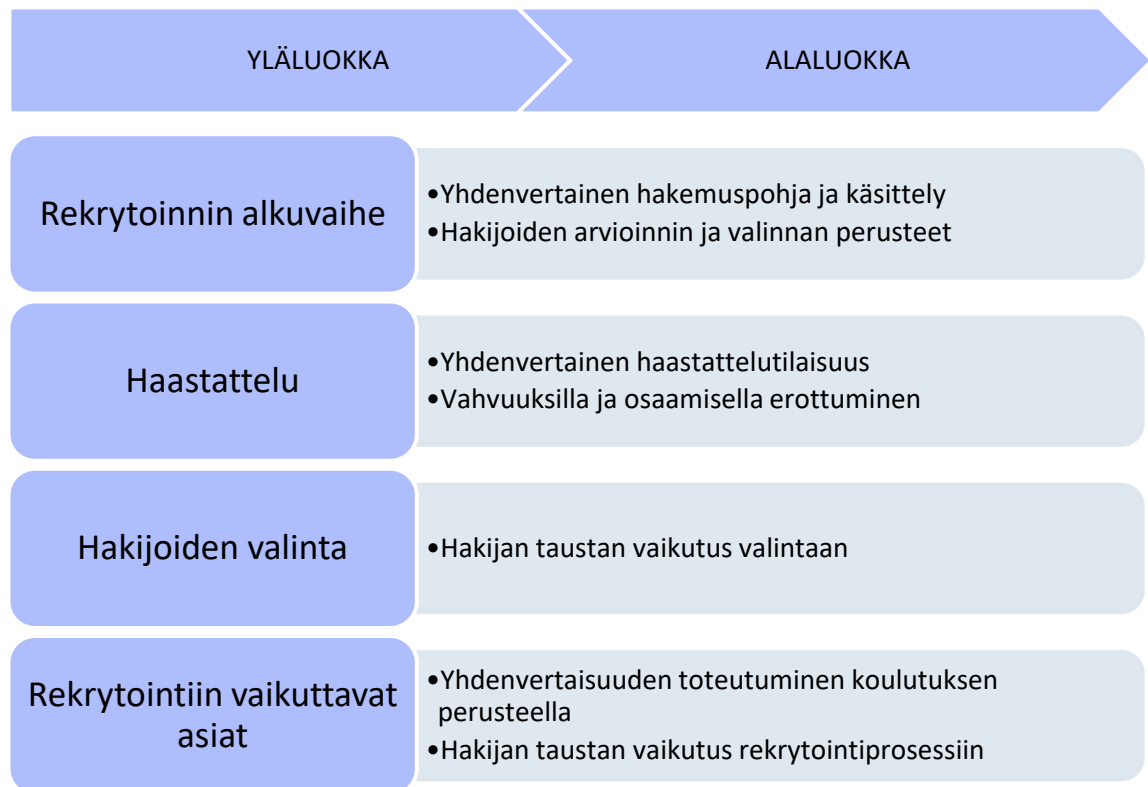 YLÄLUOKKA
ALALUOKKA
Rekrytoinnin alkuvaihe
•Yhdenvertainen hakemuspohja ja käsittely
•Hakijoiden arvioinnin ja valinnan perusteet
Haastattelu
•Yhdenvertainen haastattelutilaisuus
•Vahvuuksilla ja osaamisella erottuminen
Hakijoiden valinta
•Hakijan taustan vaikutus valintaan
Rekrytointiin vaikuttavat
asiat
•Yhdenvertaisuuden toteutuminen koulutuksen
perusteella
•Hakijan taustan vaikutus rekrytointiprosessiin